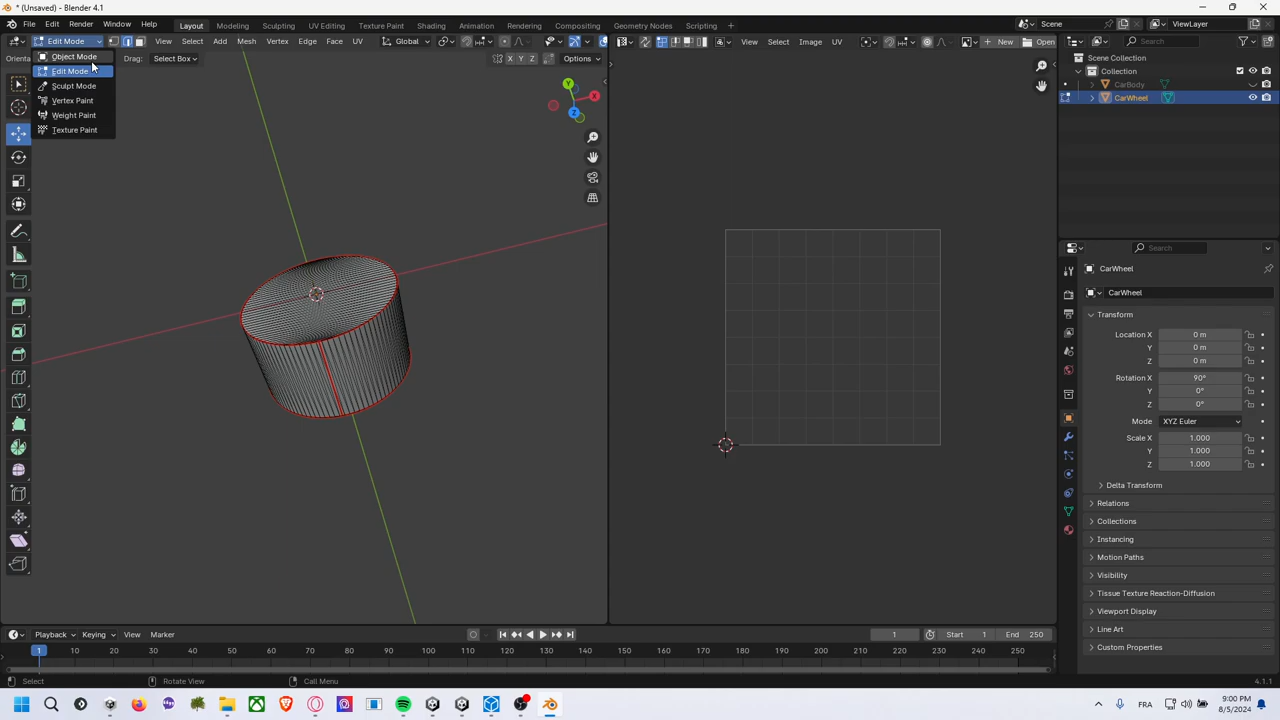 * (Unsaved) - Blender 4.1
File Edit Render Window Help Layout Modeling Sculpting UV Editing Texture Paint Shading Animation Rendering Compositing Geometry Nodes Scripting Scene ViewLayer
Edit Mode View Select Add Mesh Vertex Edge Face UV Global View Select Image UV New Open Search
Orienta Drag: Select Box X Y Z Options
Object Mode
Edit Mode
Sculpt Mode
Vertex Paint
Weight Paint
Texture Paint
Y
X
Z
Scene Collection
Collection
CarBody
CarWheel
Search
CarWheel
CarWheel
Transform
Location X 0 m
Y 0 m
Z 0 m
Rotation X 90°
Y 0°
Z 0°
Mode XYZ Euler
Scale X 1.000
Y 1.000
Z 1.000
Delta Transform
Relations
Collections
Instancing
Motion Paths
Visibility
Tissue Texture Reaction-Diffusion
Viewport Display
Line Art
Custom Properties
Playback Keying View Marker 1 Start 1 End 250
1 10 20 30 40 50 60 70 80 90 100 110 120 130 140 150 160 170 180 190 200 210 220 230 240 250
Select Rotate View Call Menu 4.1.1
FRA 9:00 PM
8/5/2024